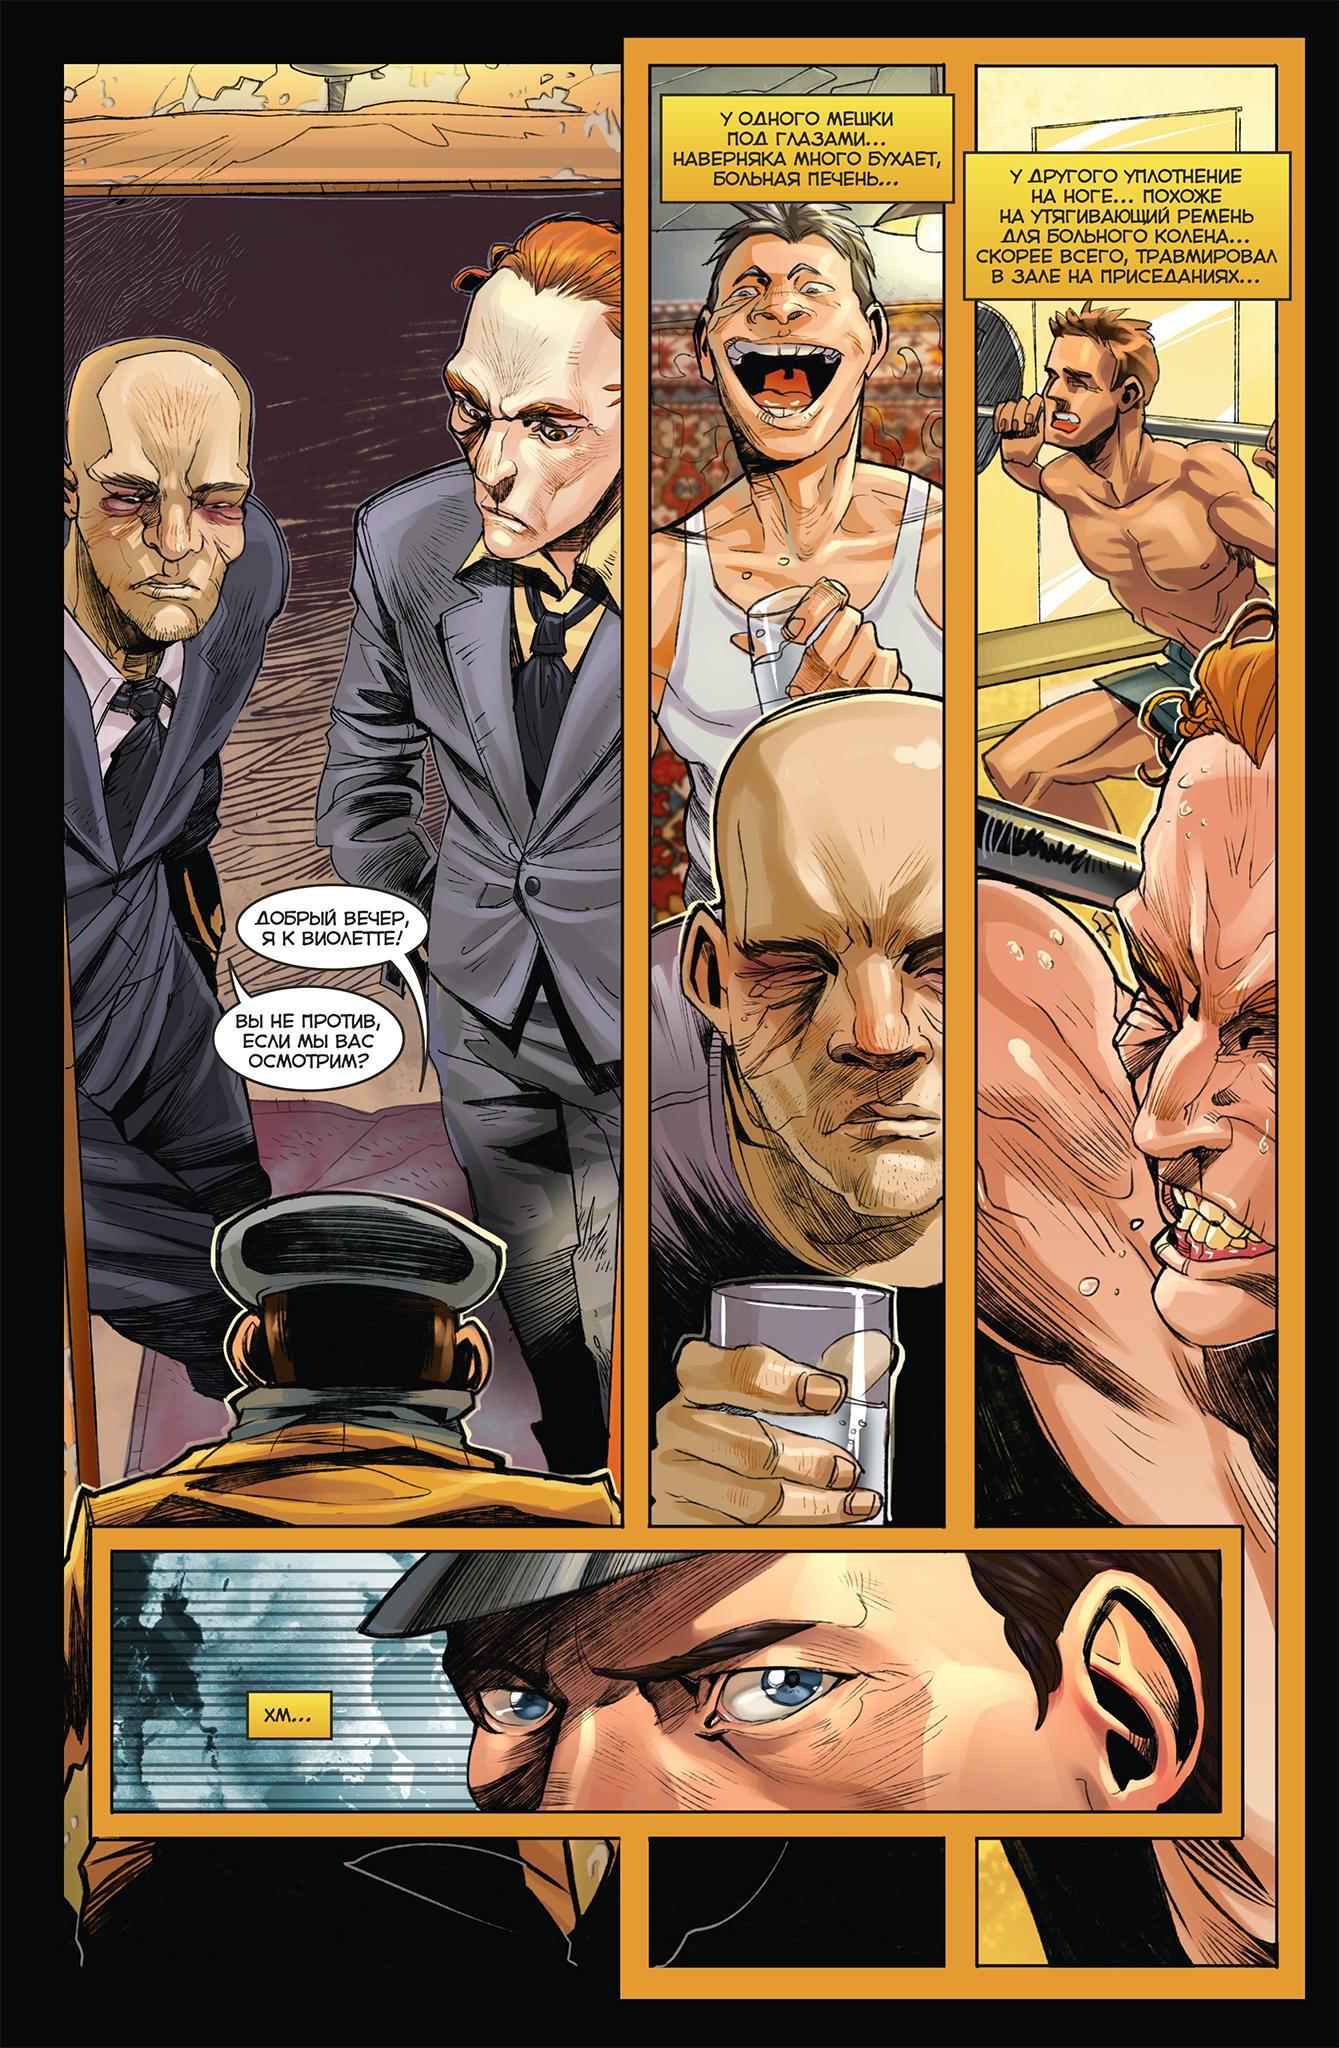 ДОБРЫЙ ВЕЧЕР,
Я К ВИОЛЕТТЕ!
ВЫ НЕ ПРОТИВ,
ЕСЛИ МЫ ВАС
ОСМОТРИМ?
У ОДНОГО МЕШКИ
ПОД ГЛАЗАМИ...
НАВЕРНЯКА МНОГО БУХАЕТ,
БОЛЬНАЯ ПЕЧЕНЬ...
У ДРУГОГО УПЛОТНЕНИЕ
НА НОГЕ... ПОХОЖЕ
НА УТЯГИВАЮЩИЙ РЕМЕНЬ
ДЛЯ БОЛЬНОГО КОЛЕНА...
СКОРЕЕ ВСЕГО, ТРАВМИРОВАЛ
В ЗАЛЕ НА ПРИСЕДАНИЯХ...
ХМ...